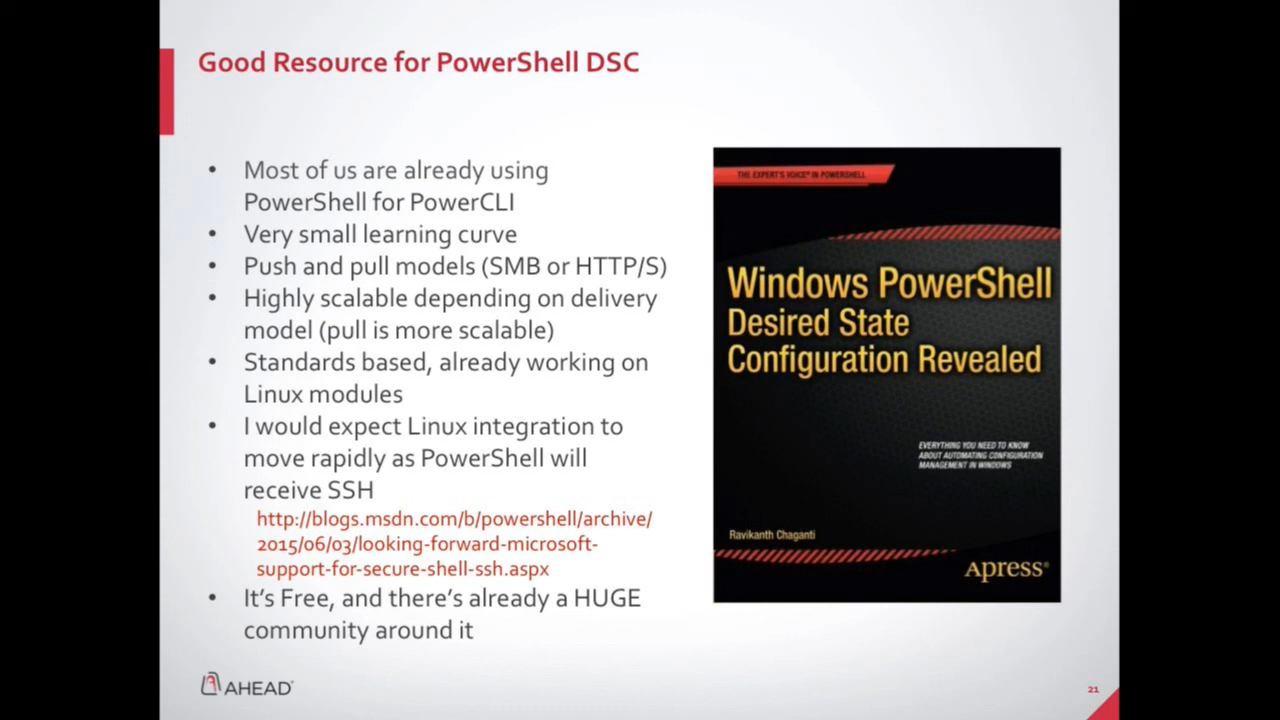 Good Resource for PowerShell DSC
• Most of us are already using
PowerShell for PowerCLI
• Very small learning curve
• Push and pull models (SMB or HTTP/S)
• Highly scalable depending on delivery
model (pull is more scalable)
• Standards based, already working on
Linux modules
• I would expect Linux integration to
move rapidly as PowerShell will
receive SSH
http://blogs.msdn.com/b/powershell/archive/
2015/06/03/looking-forward-microsoft-
support-for-secure-shell-ssh.aspx
• It's Free, and there's already a HUGE
community around it
THE EXPERT'S VOICE® IN POWERSHELL
Windows PowerShell
Desired State
Configuration Revealed
EVERYTHING YOU NEED TO KNOW
ABOUT AUTOMATING CONFIGURATION
MANAGEMENT IN WINDOWS
Ravikanth Chaganti
Apress®
AHEAD
21